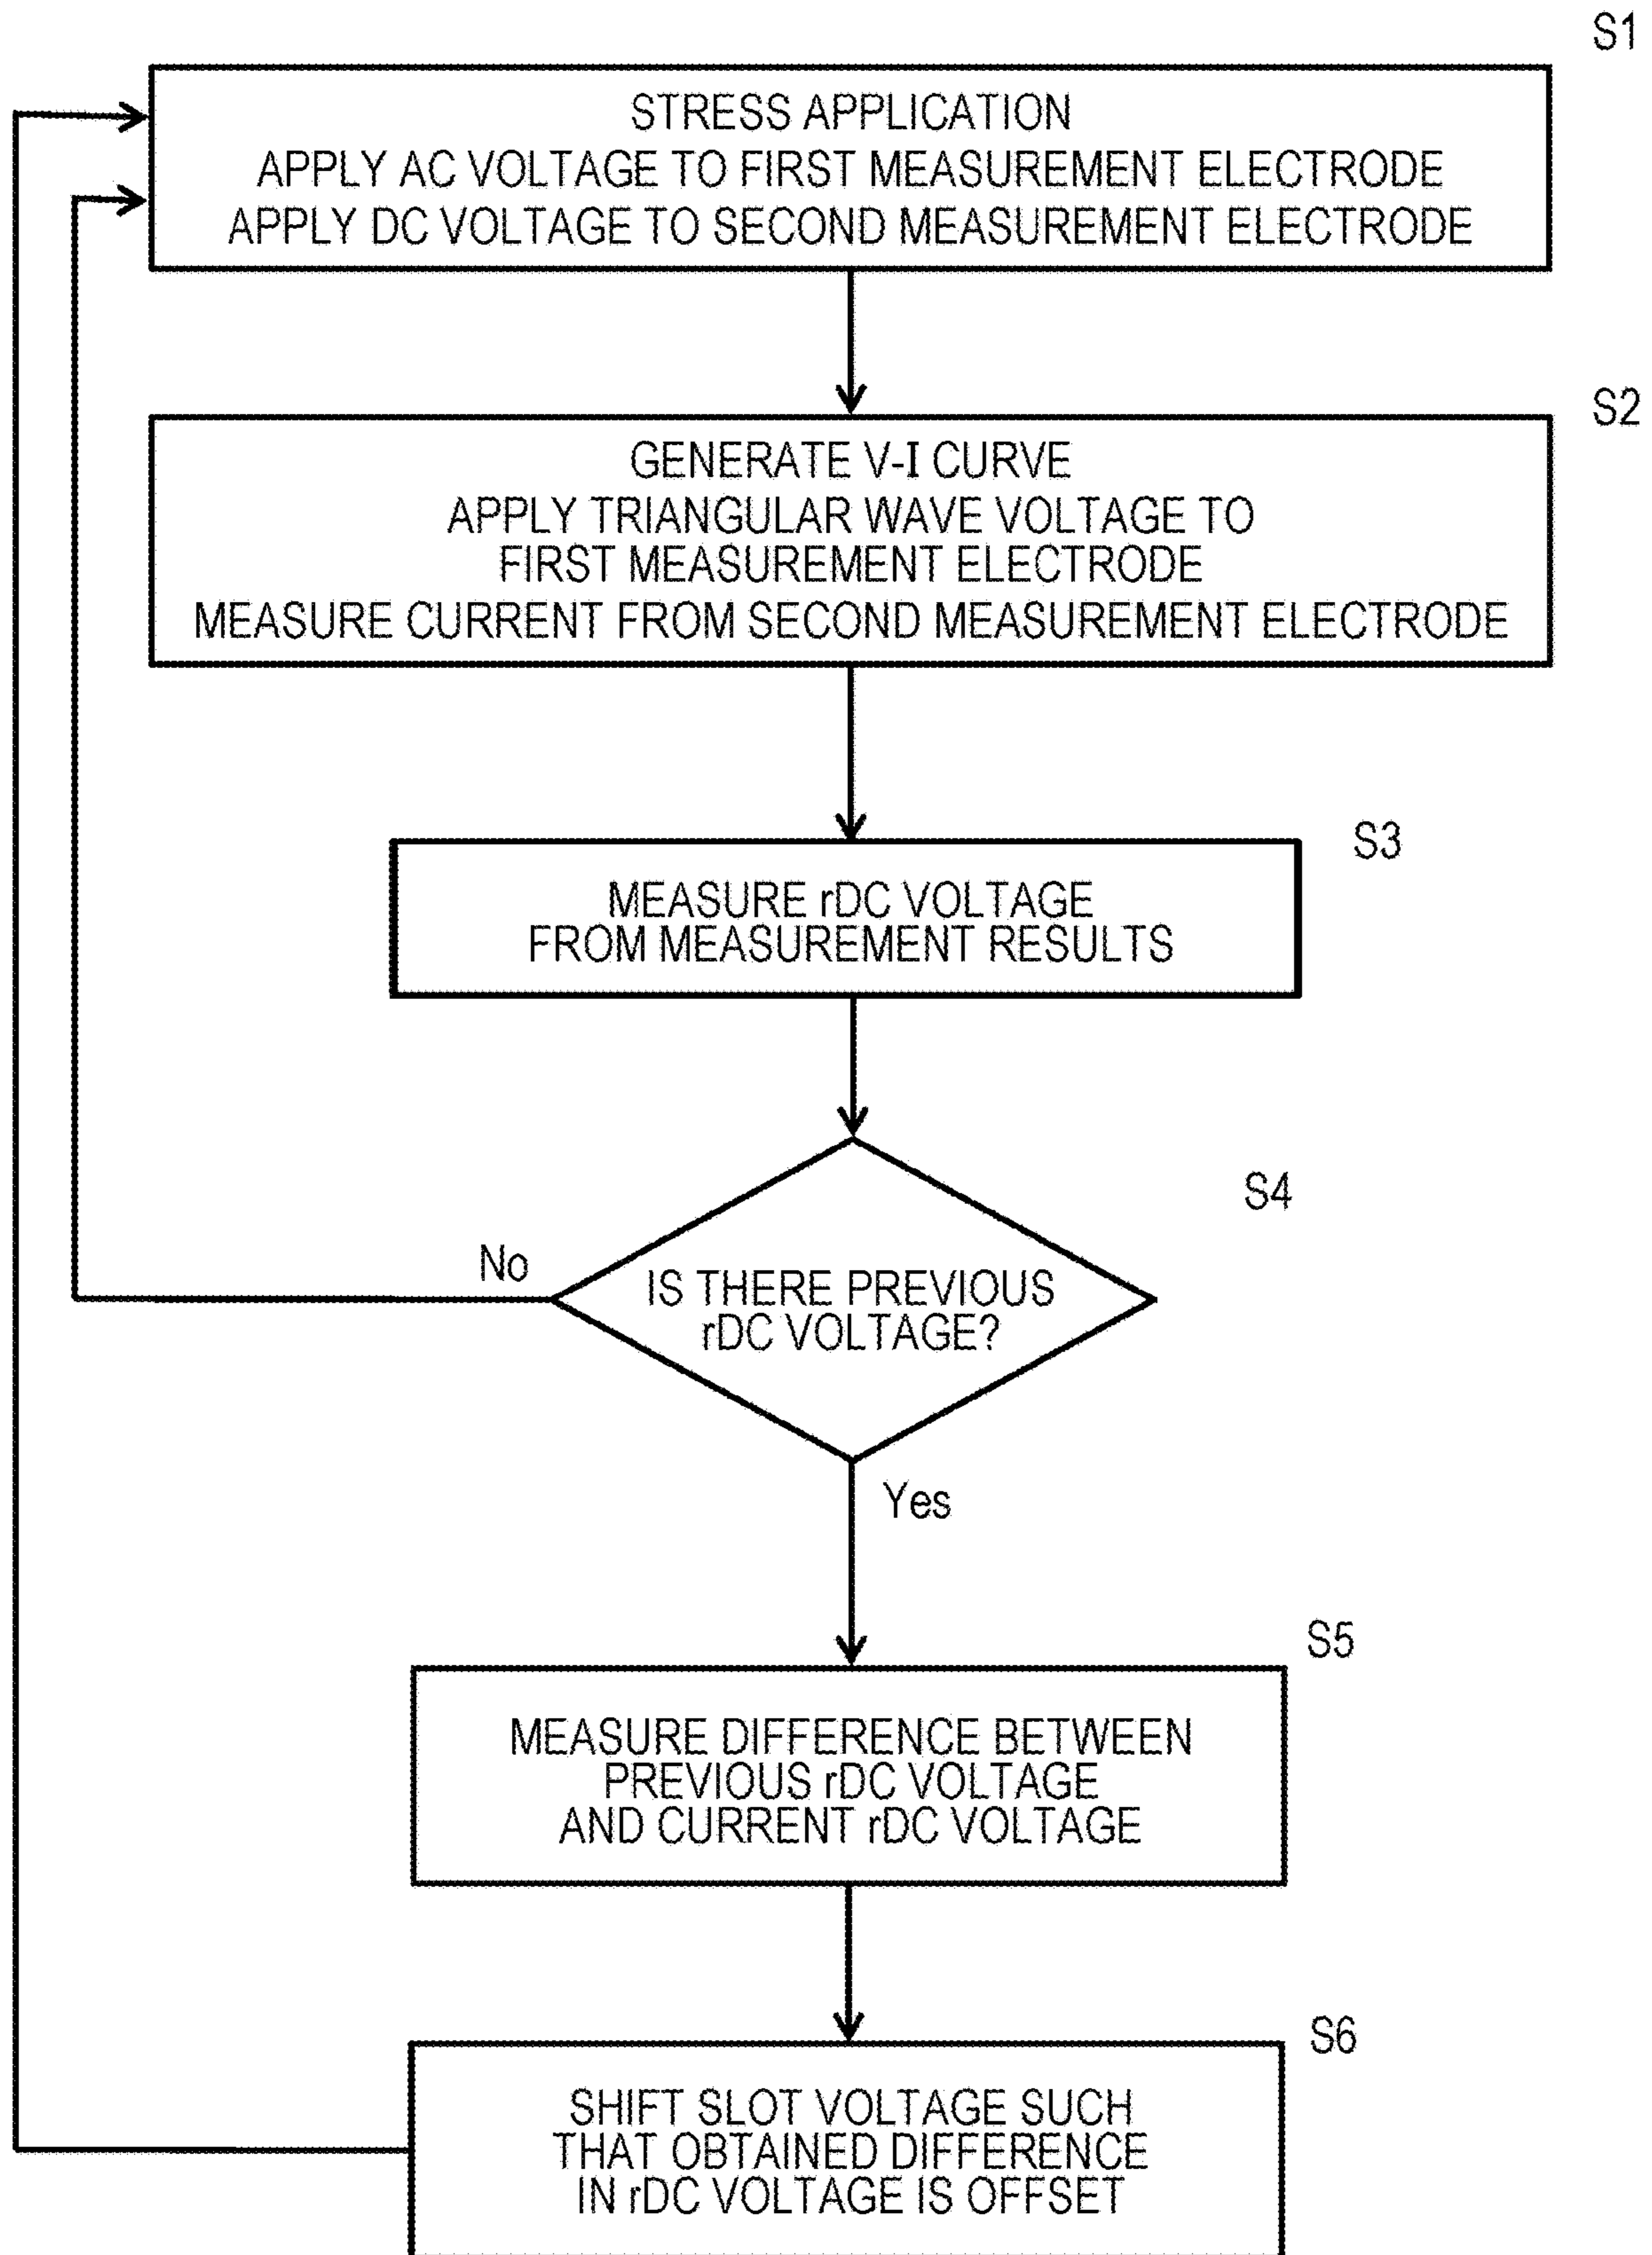 S1
STRESS APPLICATION
APPLY AC VOLTAGE TO FIRST MEASUREMENT ELECTRODE
APPLY DC VOLTAGE TO SECOND MEASUREMENT ELECTRODE
S2
GENERATE V-I CURVE
APPLY TRIANGULAR WAVE VOLTAGE TO
FIRST MEASUREMENT ELECTRODE
MEASURE CURRENT FROM SECOND MEASUREMENT ELECTRODE
S3
MEASURE rDC VOLTAGE
FROM MEASUREMENT RESULTS
S4
No
IS THERE PREVIOUS
rDC VOLTAGE?
Yes
S5
MEASURE DIFFERENCE BETWEEN
PREVIOUS rDC VOLTAGE
AND CURRENT rDC VOLTAGE
S6
SHIFT SLOT VOLTAGE SUCH
THAT OBTAINED DIFFERENCE
IN rDC VOLTAGE IS OFFSET